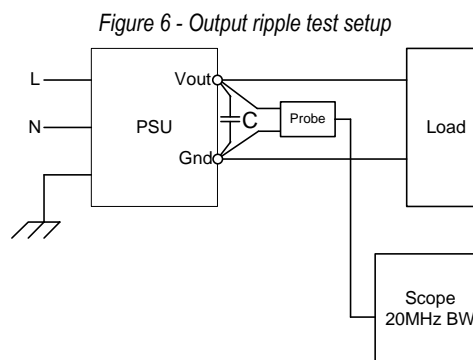 Figure 6 - Output ripple test setup
L
Vout
N
PSU
C
Probe
Load
Gnd
Scope
20MHz BW